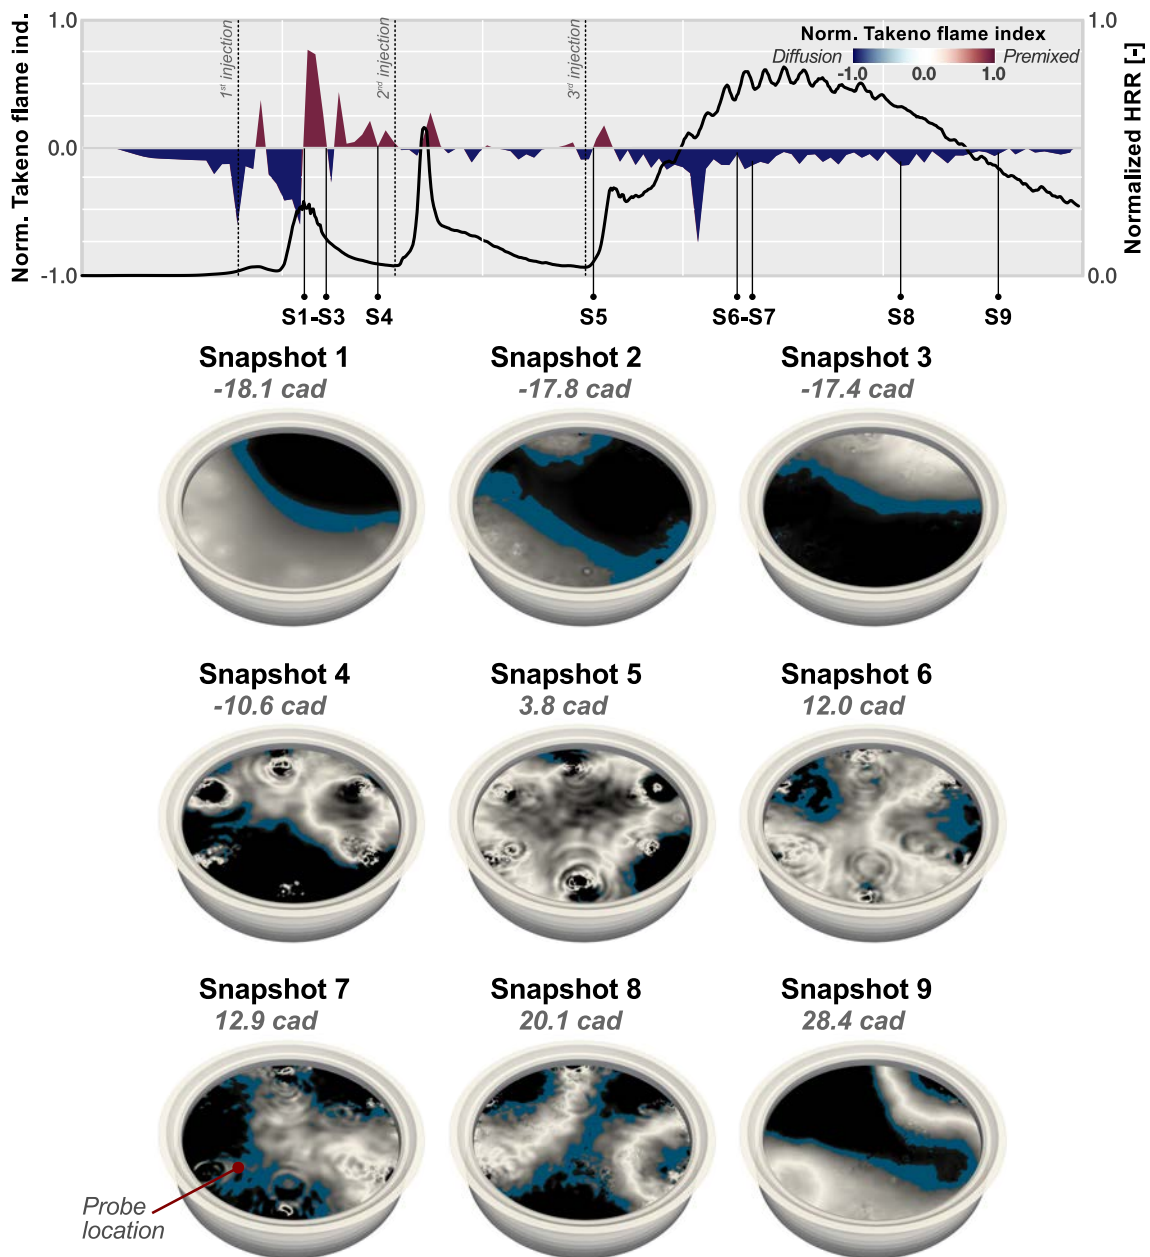 1.0
1.0
Norm. Takeno flame index
Diffusion
Premixed
-1.0
0.0
1.0
1st injection
2nd injection
3rd injection
Norm. Takeno flame ind.
Normalized HRR [-]
0.0
-1.0
0.0
S1-S3
S4
S5
S6-S7
S8
S9
Snapshot 1
-18.1 cad
Snapshot 2
-17.8 cad
Snapshot 3
-17.4 cad
Snapshot 4
-10.6 cad
Snapshot 5
3.8 cad
Snapshot 6
12.0 cad
Snapshot 7
12.9 cad
Snapshot 8
20.1 cad
Snapshot 9
28.4 cad
Probe
location